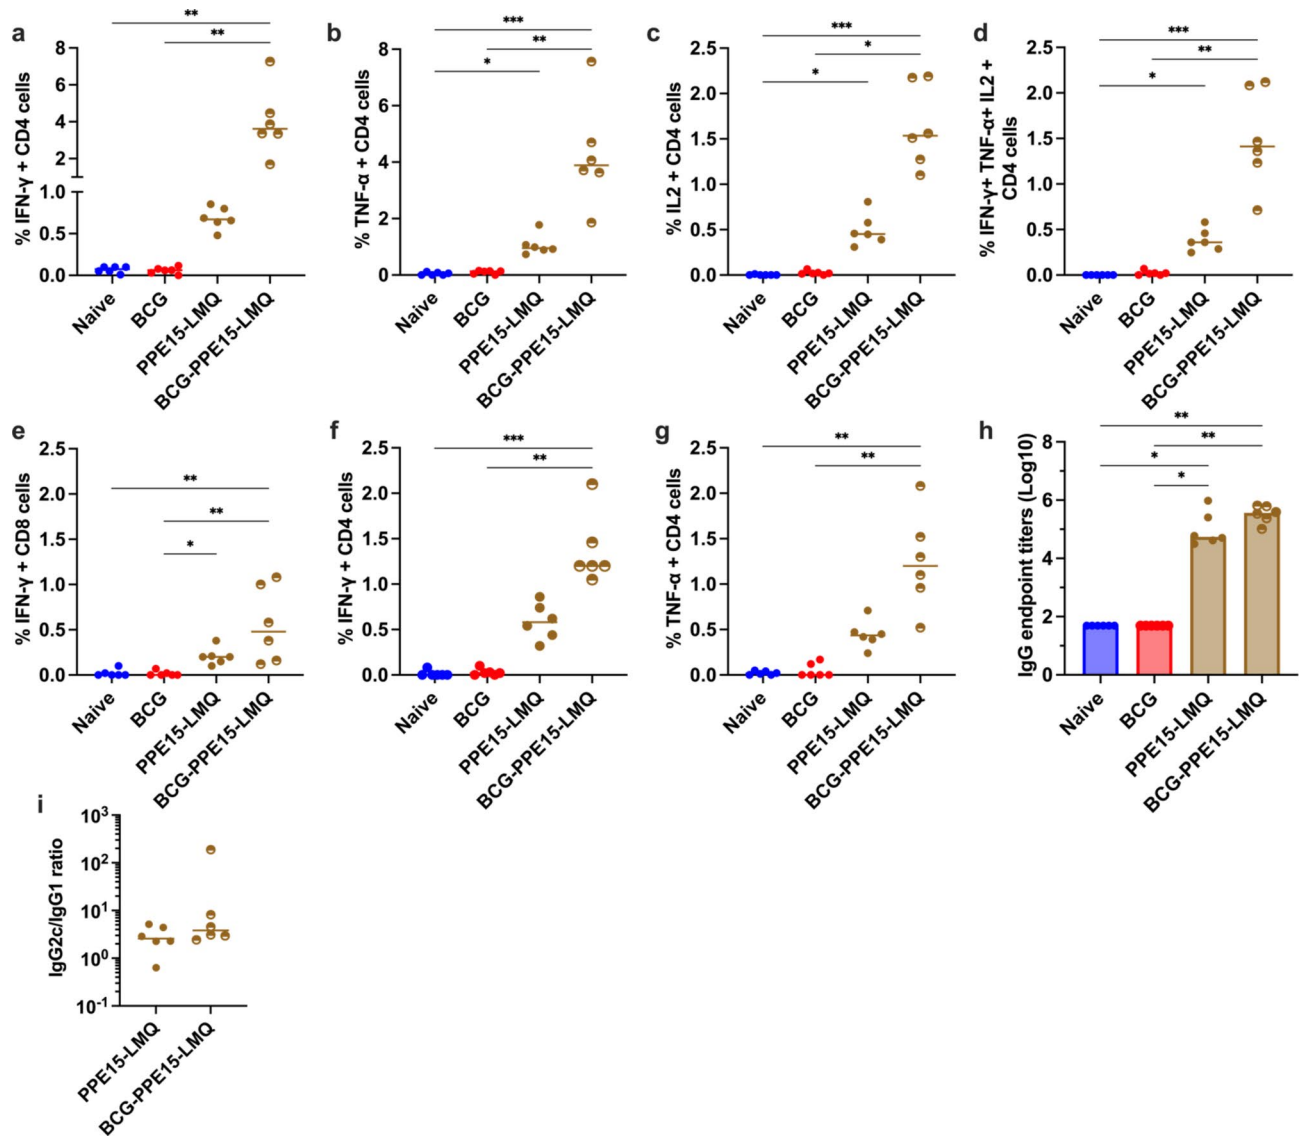 a
**
**
% IFN-γ + CD4 cells
8
6
4
2
1.0
0.5
0.0
Naive
BCG
PPE15-LMQ
BCG-PPE15-LMQ
b
***
**
*
% TNF-α + CD4 cells
8
6
4
2
0
Naive
BCG
PPE15-LMQ
BCG-PPE15-LMQ
c
***
*
*
% IL2 + CD4 cells
2.5
2.0
1.5
1.0
0.5
0.0
Naive
BCG
PPE15-LMQ
BCG-PPE15-LMQ
d
***
**
*
% IFN-γ+ TNF-α+ IL2 +
CD4 cells
2.5
2.0
1.5
1.0
0.5
0.0
Naive
BCG
PPE15-LMQ
BCG-PPE15-LMQ
e
**
**
*
% IFN-γ + CD8 cells
2.5
2.0
1.5
1.0
0.5
0.0
Naive
BCG
PPE15-LMQ
BCG-PPE15-LMQ
f
***
**
% IFN-γ + CD4 cells
2.5
2.0
1.5
1.0
0.5
0.0
Naive
BCG
PPE15-LMQ
BCG-PPE15-LMQ
g
**
**
% TNF-α + CD4 cells
2.5
2.0
1.5
1.0
0.5
0.0
Naive
BCG
PPE15-LMQ
BCG-PPE15-LMQ
h
**
**
*
*
IgG endpoint titers (Log10)
8
6
4
2
0
Naive
BCG
PPE15-LMQ
BCG-PPE15-LMQ
i
IgG2c/IgG1 ratio
10³
10²
10¹
10⁰
10⁻¹
PPE15-LMQ
BCG-PPE15-LMQ